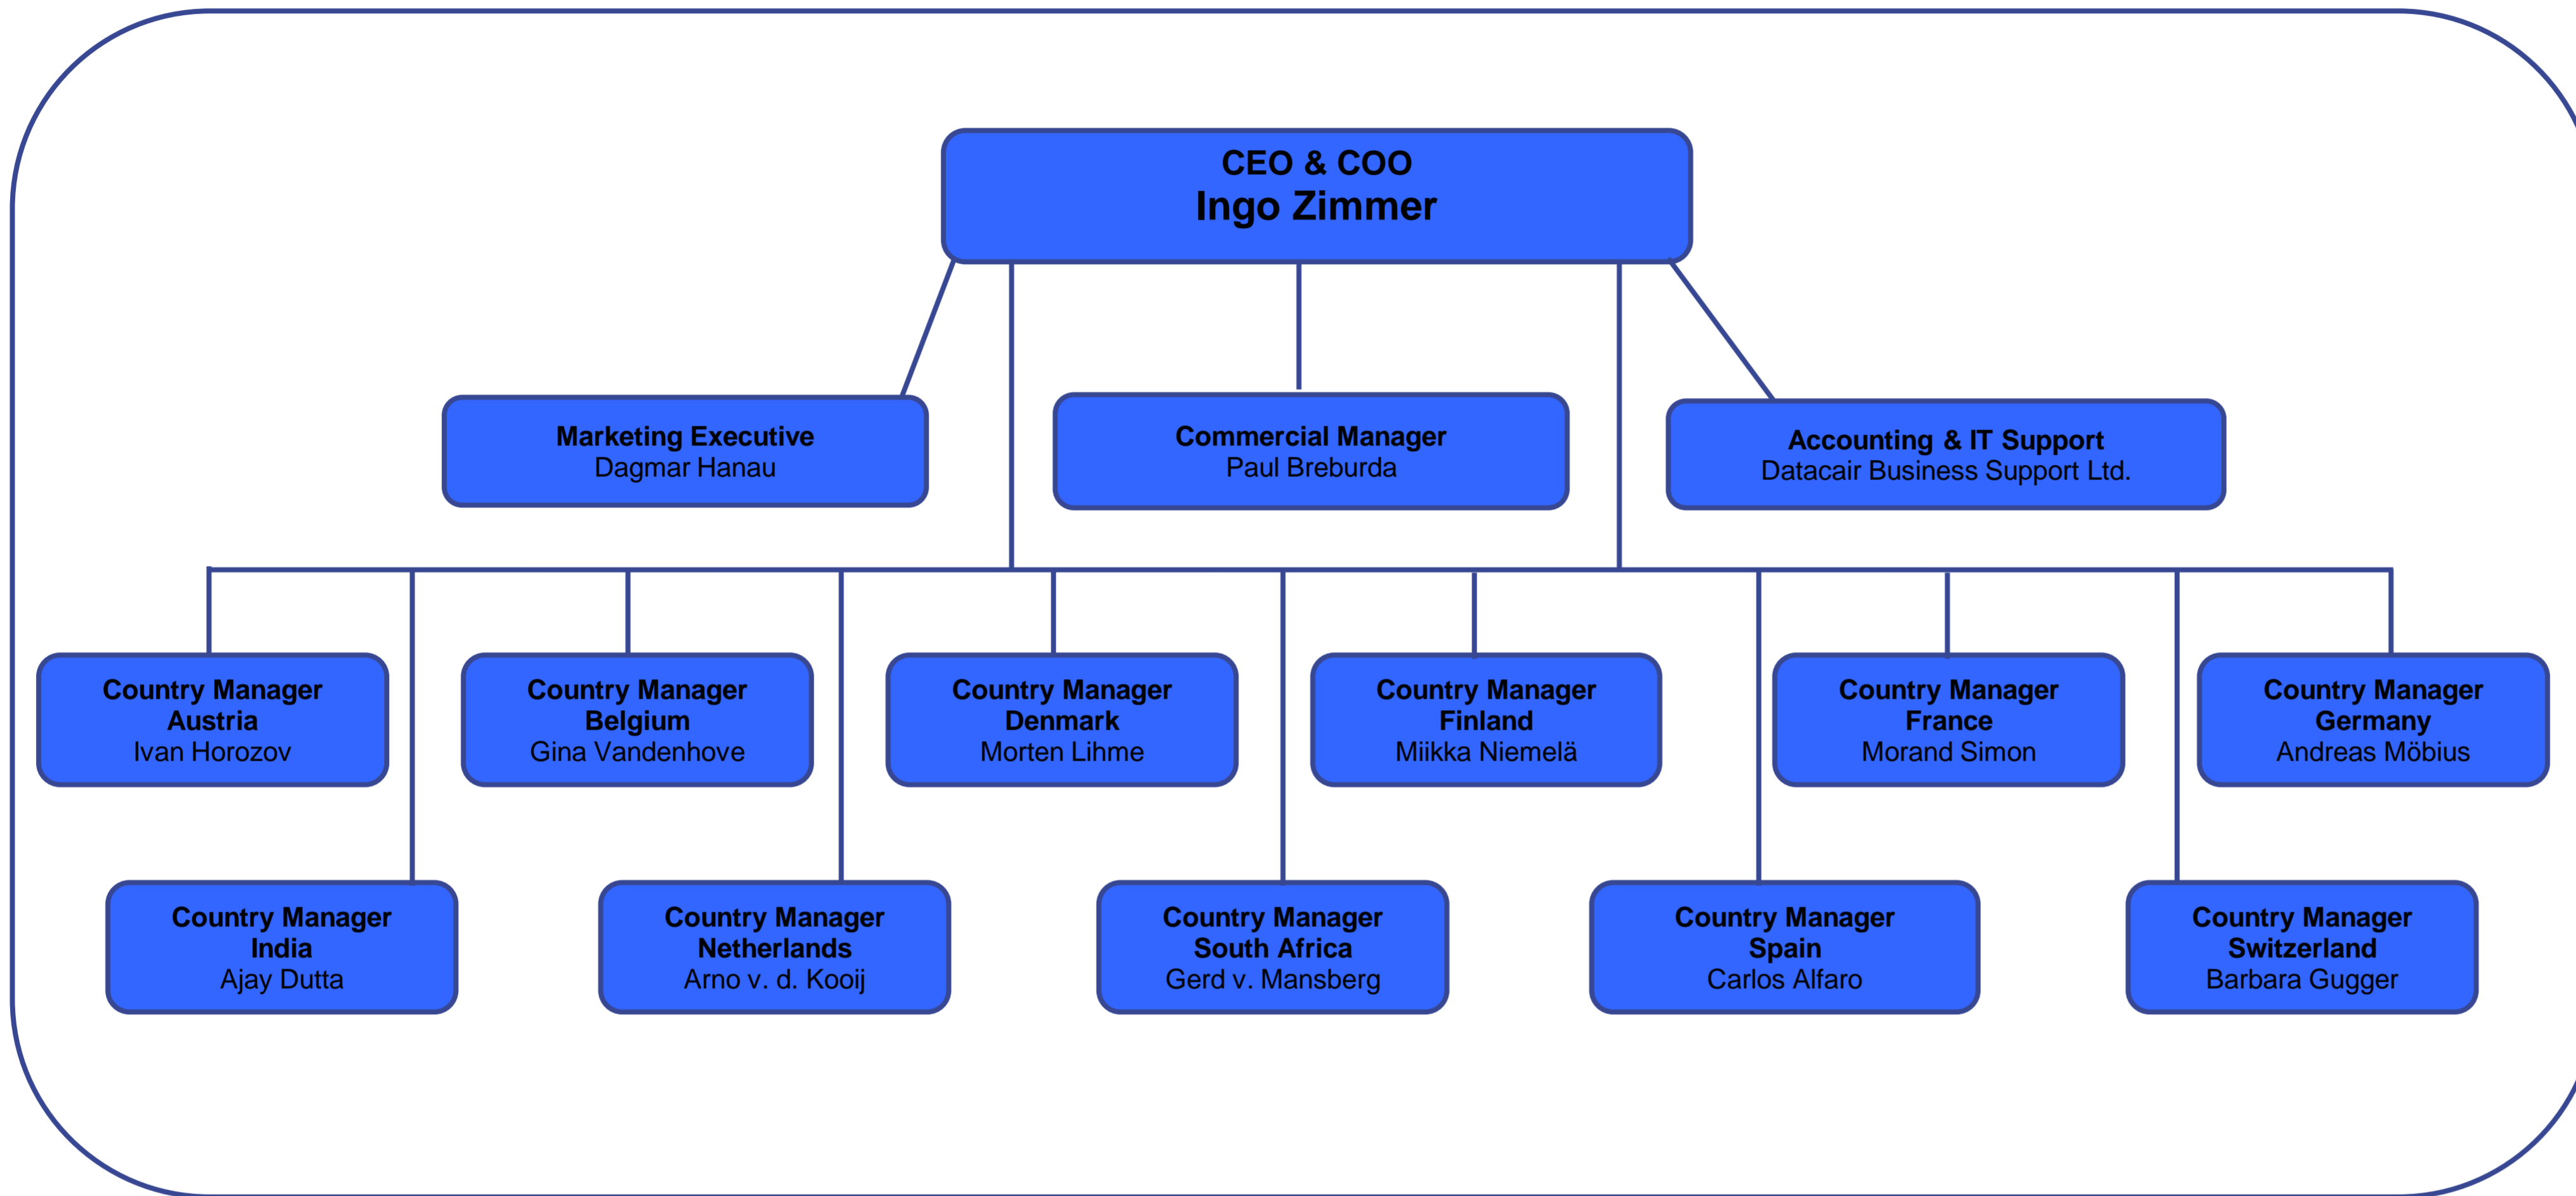 CEO & COO
Ingo Zimmer
Marketing Executive
Dagmar Hanau
Commercial Manager
Paul Breburda
Accounting & IT Support
Datacair Business Support Ltd.
Country Manager
Austria
Ivan Horozov
Country Manager
Belgium
Gina Vandenhove
Country Manager
Denmark
Morten Lihme
Country Manager
Finland
Miikka Niemelä
Country Manager
France
Morand Simon
Country Manager
Germany
Andreas Möbius
Country Manager
India
Ajay Dutta
Country Manager
Netherlands
Arno v. d. Kooij
Country Manager
South Africa
Gerd v. Mansberg
Country Manager
Spain
Carlos Alfaro
Country Manager
Switzerland
Barbara Gugger